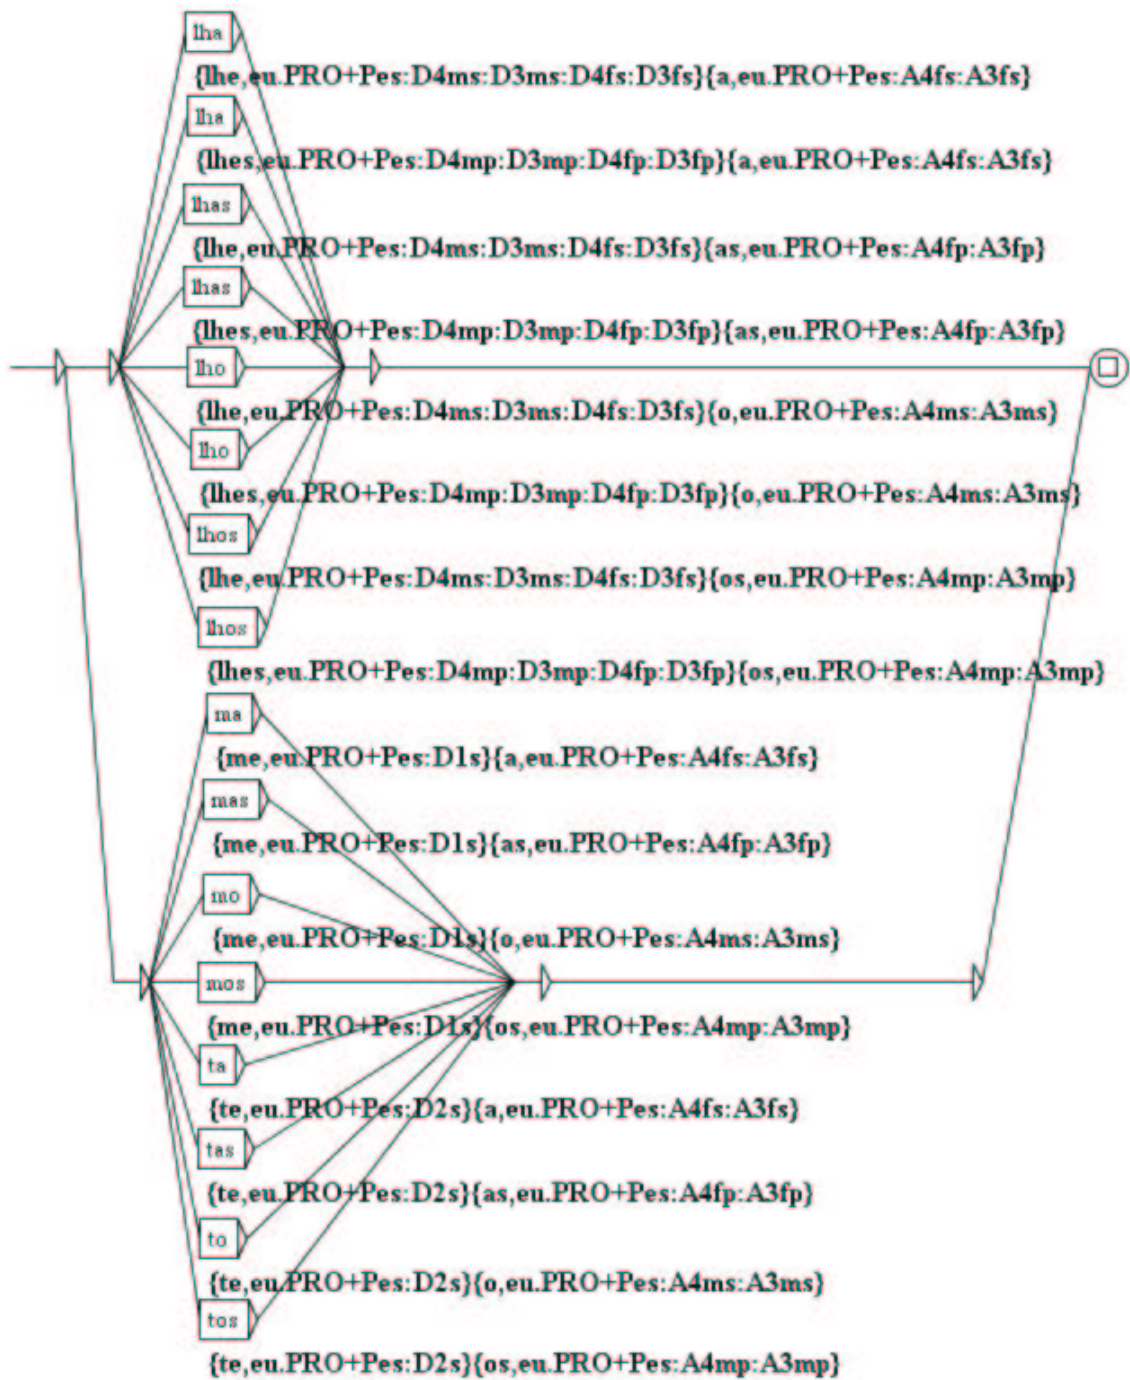 lha
{lhe,eu.PRO+Pes:D4ms:D3ms:D4fs:D3fs}{a,eu.PRO+Pes:A4fs:A3fs}
lha
{lhes,eu.PRO+Pes:D4mp:D3mp:D4fp:D3fp}{a,eu.PRO+Pes:A4fs:A3fs}
lhas
{lhe,eu.PRO+Pes:D4ms:D3ms:D4fs:D3fs}{as,eu.PRO+Pes:A4fp:A3fp}
lhas
{lhes,eu.PRO+Pes:D4mp:D3mp:D4fp:D3fp}{as,eu.PRO+Pes:A4fp:A3fp}
lho
{lhe,eu.PRO+Pes:D4ms:D3ms:D4fs:D3fs}{o,eu.PRO+Pes:A4ms:A3ms}
lho
{lhes,eu.PRO+Pes:D4mp:D3mp:D4fp:D3fp}{o,eu.PRO+Pes:A4ms:A3ms}
lhos
{lhe,eu.PRO+Pes:D4ms:D3ms:D4fs:D3fs}{os,eu.PRO+Pes:A4mp:A3mp}
lhos
{lhes,eu.PRO+Pes:D4mp:D3mp:D4fp:D3fp}{os,eu.PRO+Pes:A4mp:A3mp}
ma
{me,eu.PRO+Pes:D1s}{a,eu.PRO+Pes:A4fs:A3fs}
mas
{me,eu.PRO+Pes:D1s}{as,eu.PRO+Pes:A4fp:A3fp}
mo
{me,eu.PRO+Pes:D1s}{o,eu.PRO+Pes:A4ms:A3ms}
mos
{me,eu.PRO+Pes:D1s}{os,eu.PRO+Pes:A4mp:A3mp}
ta
{te,eu.PRO+Pes:D2s}{a,eu.PRO+Pes:A4fs:A3fs}
tas
{te,eu.PRO+Pes:D2s}{as,eu.PRO+Pes:A4fp:A3fp}
to
{te,eu.PRO+Pes:D2s}{o,eu.PRO+Pes:A4ms:A3ms}
tos
{te,eu.PRO+Pes:D2s}{os,eu.PRO+Pes:A4mp:A3mp}